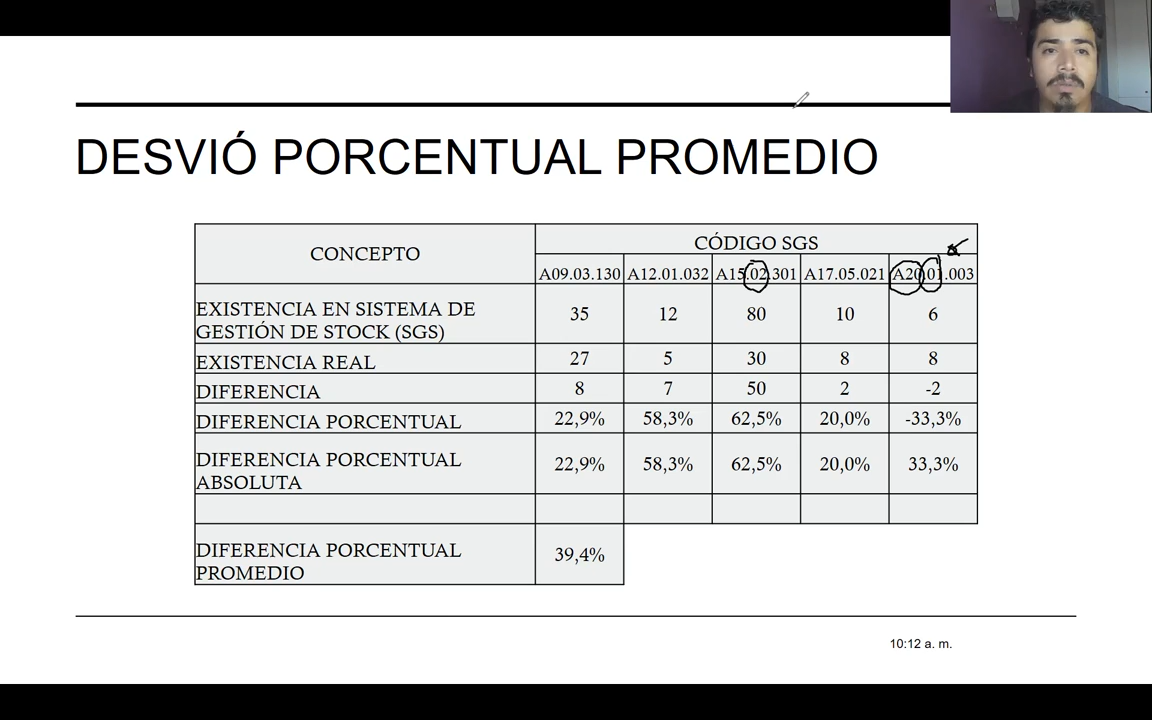 DESVIÓ PORCENTUAL PROMEDIO
CONCEPTO
CÓDIGO SGS
A09.03.130 A12.01.032 A15.02.301 A17.05.021 A20.01.003
EXISTENCIA EN SISTEMA DE
GESTIÓN DE STOCK (SGS)
35 12 80 10 6
EXISTENCIA REAL 27 5 30 8 8
DIFERENCIA 8 7 50 2 -2
DIFERENCIA PORCENTUAL 22,9% 58,3% 62,5% 20,0% -33,3%
DIFERENCIA PORCENTUAL
ABSOLUTA
22,9% 58,3% 62,5% 20,0% 33,3%
DIFERENCIA PORCENTUAL
PROMEDIO
39,4%
10:12 a. m.